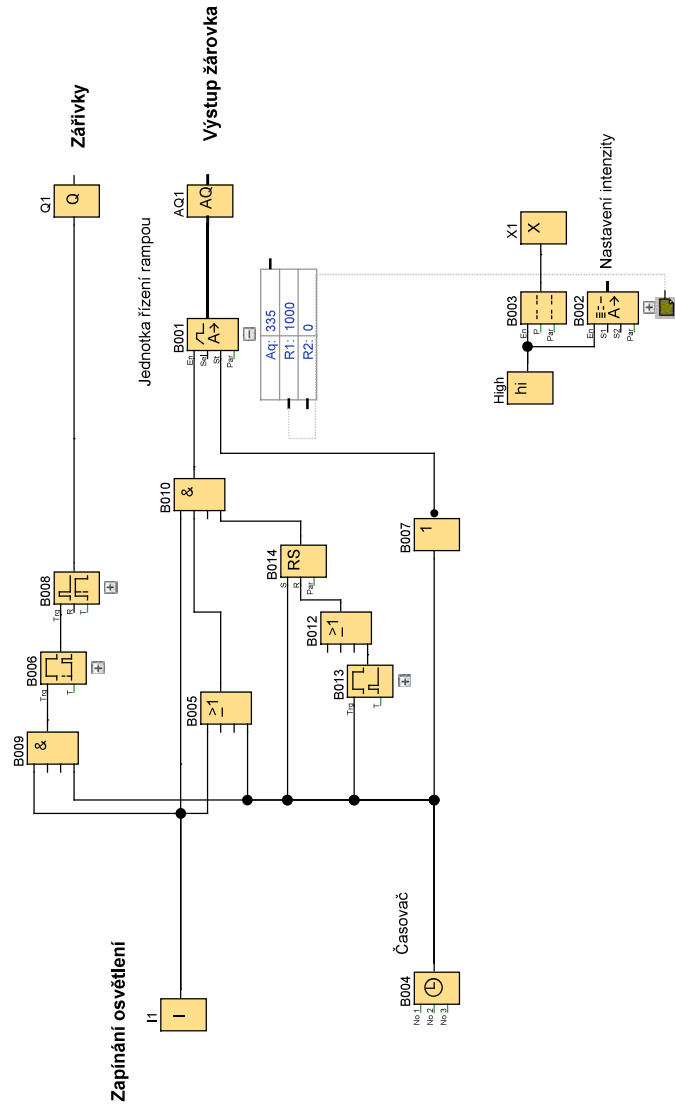 Zapínání osvětlení
I1
I
Časovač
B004
No 1
No 2
No 3
B009
&
B006
Trg
T
B008
Trg
R
T
Q1
Q
Zářivky
B005
>1
B010
&
B014
RS
S
R
Par
B012
>1
B013
Trg
T
B007
1
Jednotka řízení rampou
B001
A→
En
Sel
St
Par
Aq: 335
R1: 1000
R2: 0
AQ1
AQ
Výstup žárovka
High
hi
B003
En
P
Par
X1
X
B002
A→
En
S1
S2
Par
Nastavení intenzity